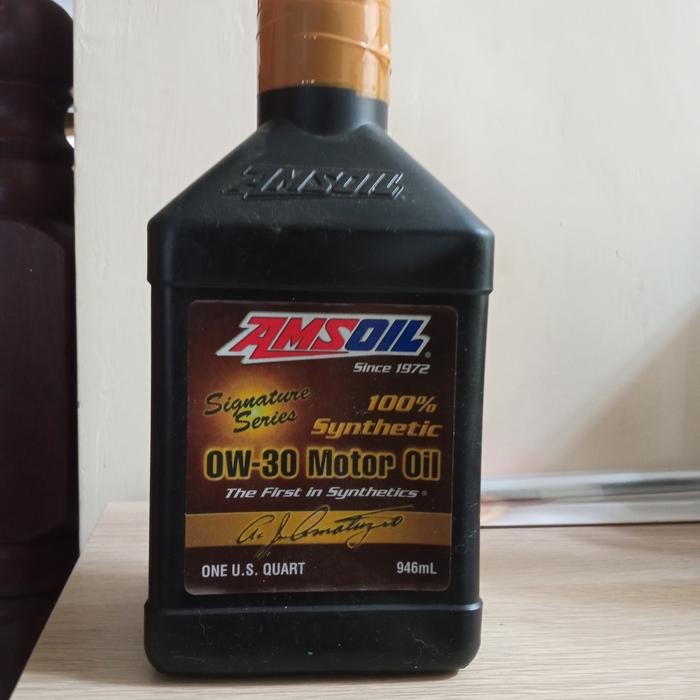 AMSOIL
AMSOIL®
Since 1972
Signature
Series
100%
Synthetic
0W-30 Motor Oil
The First in Synthetics®
A. J. Amatuzio
ONE U.S. QUART 946mL